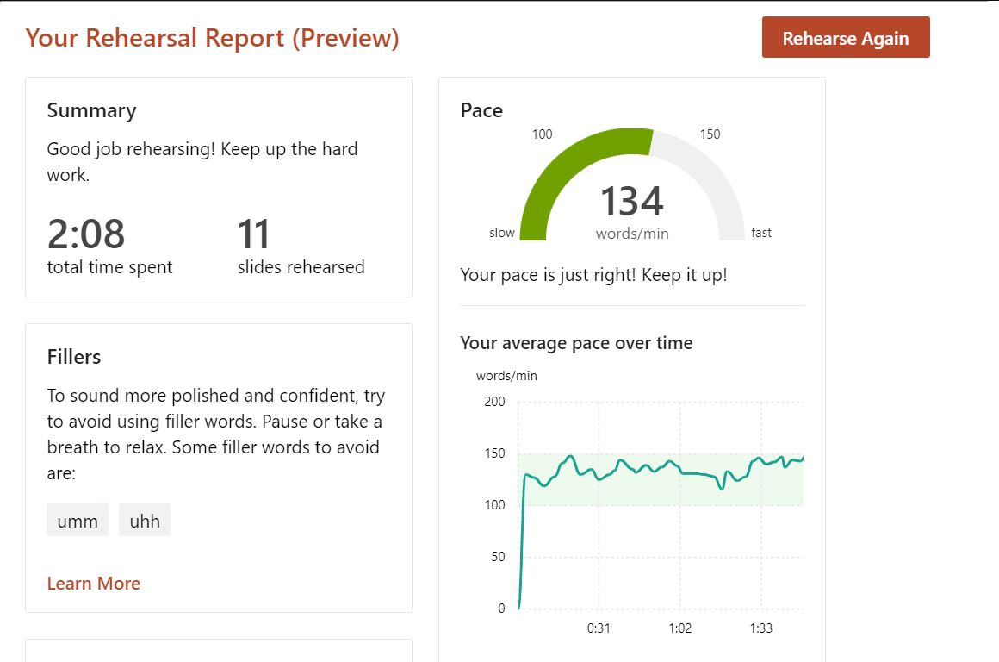 Your Rehearsal Report (Preview)
Rehearse Again
Summary
Good job rehearsing! Keep up the hard
work.
2:08
total time spent
11
slides rehearsed
Fillers
To sound more polished and confident, try
to avoid using filler words. Pause or take a
breath to relax. Some filler words to avoid
are:
umm
uhh
Learn More
Pace
100
150
134
words/min
slow
fast
Your pace is just right! Keep it up!
Your average pace over time
words/min
200
150
100
50
0
0:31
1:02
1:33